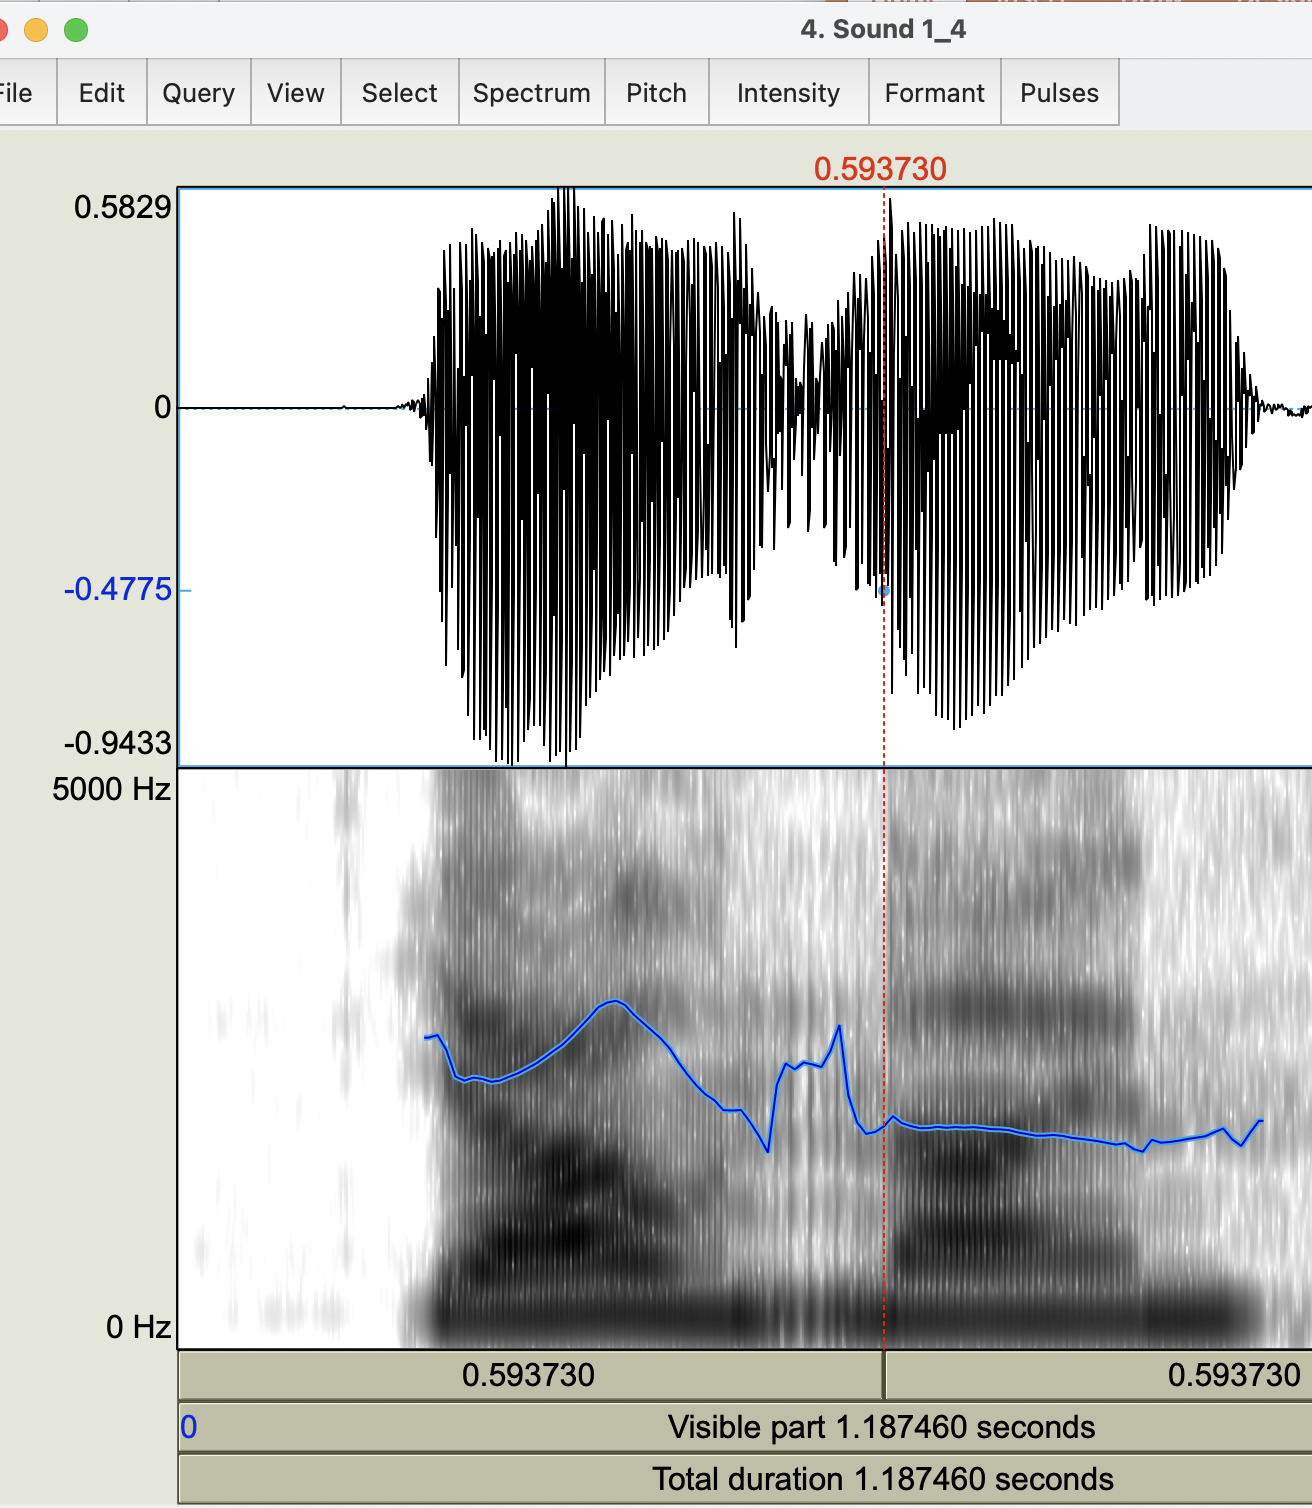 4. Sound 1_4
File Edit Query View Select Spectrum Pitch Intensity Formant Pulses
0.593730
0.5829
0
-0.4775
-0.9433
5000 Hz
0 Hz
0.593730 0.593730
0 Visible part 1.187460 seconds
Total duration 1.187460 seconds